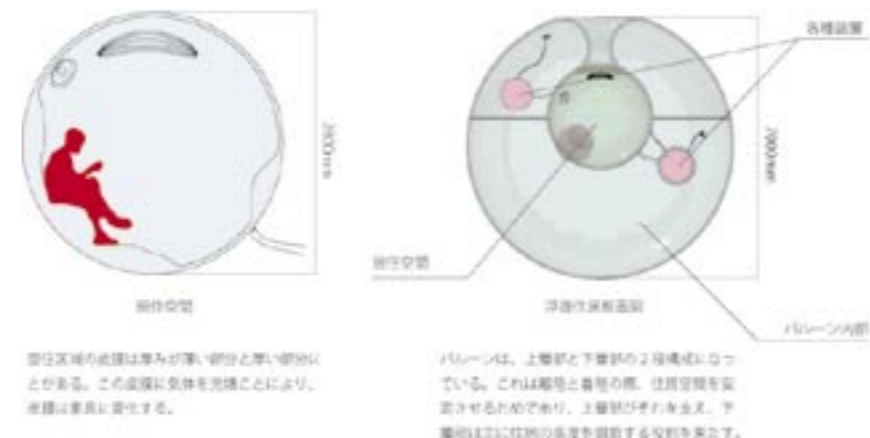 各種装置
2800mm
7000mm
居住空間
居住空間
浮遊住居断面図
バルーン内部
居住区域の皮膜は厚みが薄い部分と厚い部分に
とがある。この皮膜に気体を充填ことにより、
皮膜は家具に変化する。
バルーンは、上層部と下層部の2段構成になっ
ている。これは離陸と着陸の際、住居空間を安
定させるためであり、上層部がそれを支え、下
層部は主に住居の高度を調節する役割を果たす。